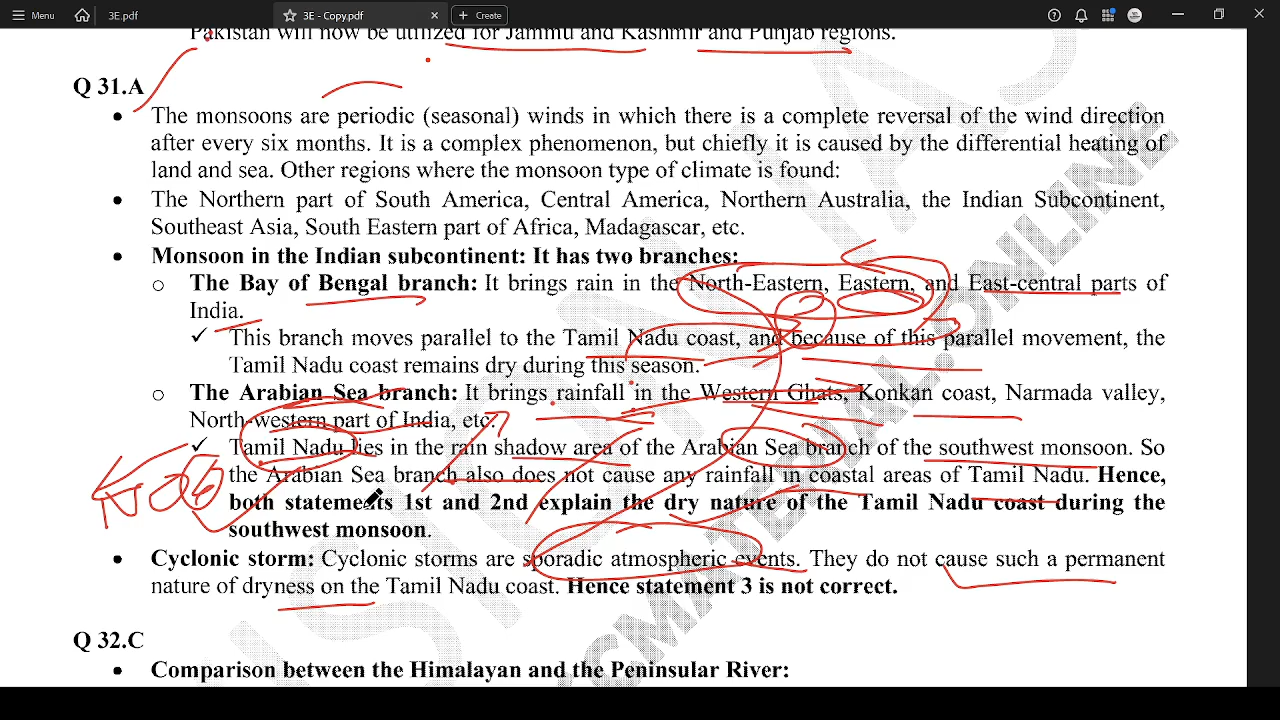 Menu
3E.pdf
3E - Copy.pdf
Create
Pakistan will now be utilized for Jammu and Kashmir and Punjab regions.
Q 31.A
• The monsoons are periodic (seasonal) winds in which there is a complete reversal of the wind direction
after every six months. It is a complex phenomenon, but chiefly it is caused by the differential heating of
land and sea. Other regions where the monsoon type of climate is found:
• The Northern part of South America, Central America, Northern Australia, the Indian Subcontinent,
Southeast Asia, South Eastern part of Africa, Madagascar, etc.
• Monsoon in the Indian subcontinent: It has two branches:
o The Bay of Bengal branch: It brings rain in the North-Eastern, Eastern, and East-central parts of
India.
✓ This branch moves parallel to the Tamil Nadu coast, and because of this parallel movement, the
Tamil Nadu coast remains dry during this season.
o The Arabian Sea branch: It brings rainfall in the Western Ghats, Konkan coast, Narmada valley,
North-western part of India, etc.
✓ Tamil Nadu lies in the rain shadow area of the Arabian Sea branch of the southwest monsoon. So
the Arabian Sea branch also does not cause any rainfall in coastal areas of Tamil Nadu. Hence,
both statements 1st and 2nd explain the dry nature of the Tamil Nadu coast during the
southwest monsoon.
• Cyclonic storm: Cyclonic storms are sporadic atmospheric events. They do not cause such a permanent
nature of dryness on the Tamil Nadu coast. Hence statement 3 is not correct.
Q 32.C
• Comparison between the Himalayan and the Peninsular River: